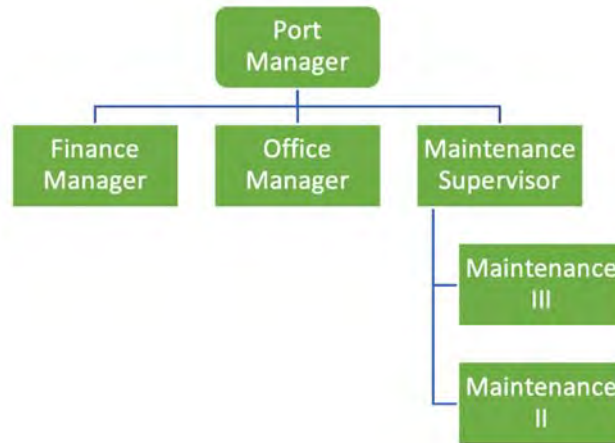 Port
Manager
Finance
Manager
Office
Manager
Maintenance
Supervisor
Maintenance
III
Maintenance
II